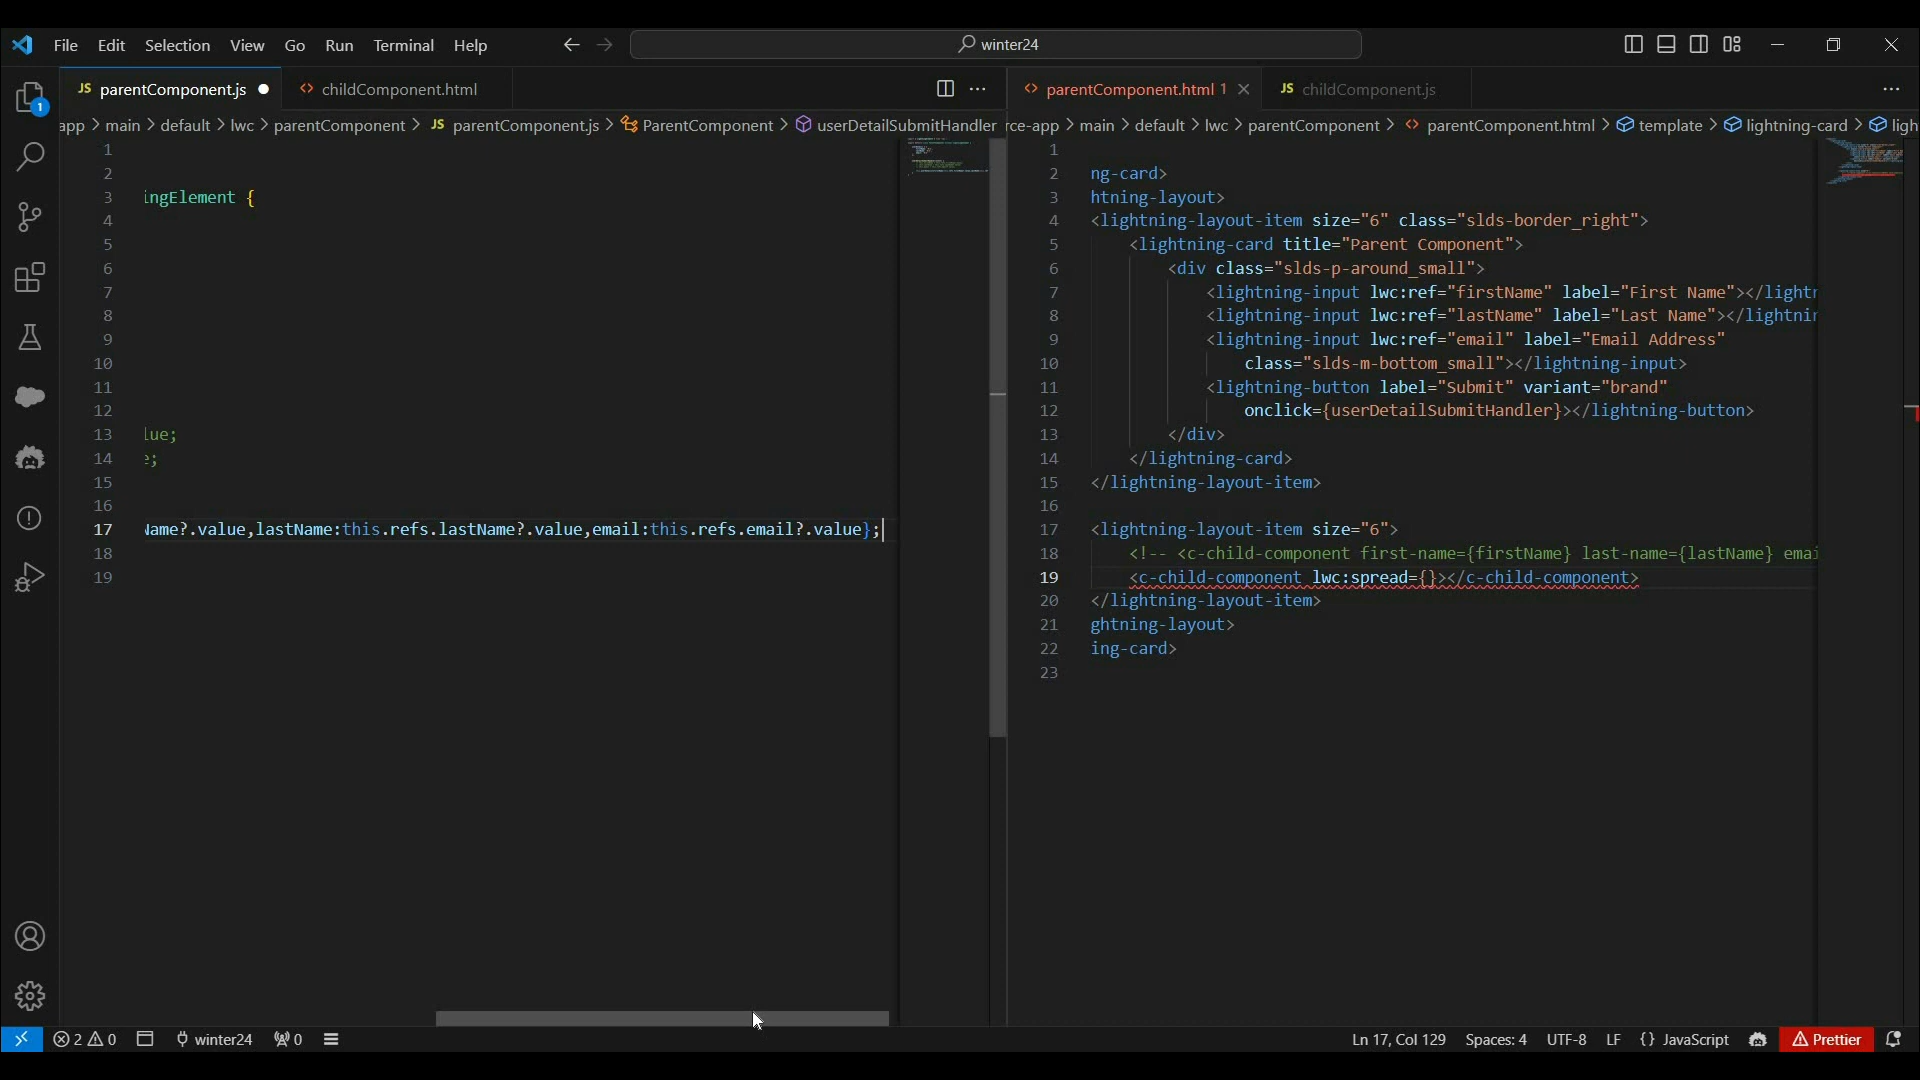 File Edit Selection View Go Run Terminal Help
winter24
JS parentComponent.js
childComponent.html
parentComponent.html 1
JS childComponent.js
app > main > default > lwc > parentComponent > JS parentComponent.js > ParentComponent > userDetailSubmitHandler
rce-app > main > default > lwc > parentComponent > parentComponent.html > template > lightning-card > ligh
1
2
3 ingElement {
4
5
6
7
8
9
10
11
12
13 lue;
14 e;
15
16
17 Name?.value,lastName:this.refs.lastName?.value,email:this.refs.email?.value};
18
19
1
2 ng-card>
3 htning-layout>
4 <lightning-layout-item size="6" class="slds-border_right">
5 <lightning-card title="Parent Component">
6 <div class="slds-p-around_small">
7 <lightning-input lwc:ref="firstName" label="First Name"></lightn
8 <lightning-input lwc:ref="lastName" label="Last Name"></lightnin
9 <lightning-input lwc:ref="email" label="Email Address"
10 class="slds-m-bottom_small"></lightning-input>
11 <lightning-button label="Submit" variant="brand"
12 onclick={userDetailSubmitHandler}></lightning-button>
13 </div>
14 </lightning-card>
15 </lightning-layout-item>
16
17 <lightning-layout-item size="6">
18 <!-- <c-child-component first-name={firstName} last-name={lastName} emai
19 <c-child-component lwc:spread={}></c-child-component>
20 </lightning-layout-item>
21 ghtning-layout>
22 ing-card>
23
1
2 0 winter24 0
Ln 17, Col 129 Spaces: 4 UTF-8 LF {} JavaScript Prettier